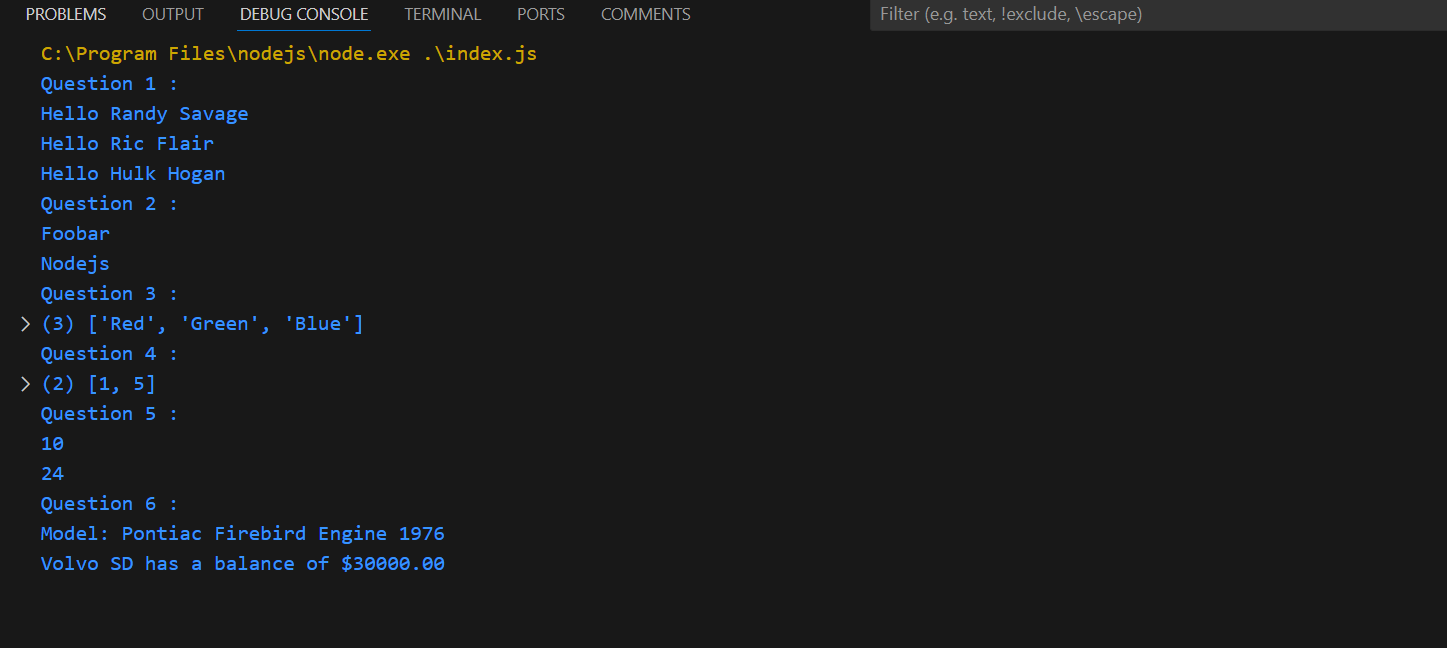 PROBLEMS OUTPUT DEBUG CONSOLE TERMINAL PORTS COMMENTS Filter (e.g. text, !exclude, \escape)
C:\Program Files\nodejs\node.exe .\index.js
Question 1 :
Hello Randy Savage
Hello Ric Flair
Hello Hulk Hogan
Question 2 :
Foobar
Nodejs
Question 3 :
(3) ['Red', 'Green', 'Blue']
Question 4 :
(2) [1, 5]
Question 5 :
10
24
Question 6 :
Model: Pontiac Firebird Engine 1976
Volvo SD has a balance of $30000.00